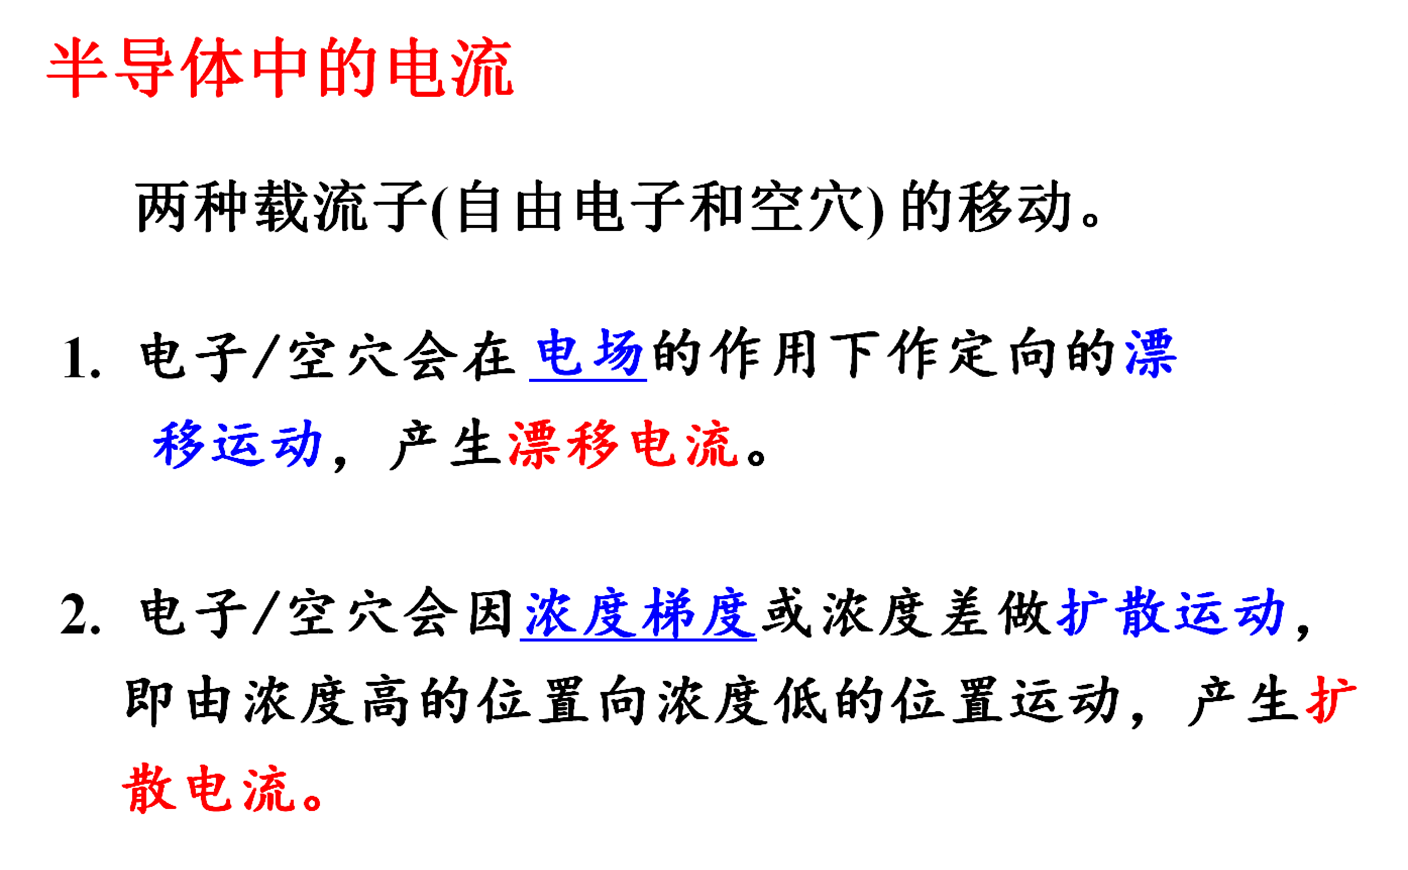 半导体中的电流
两种载流子(自由电子和空穴) 的移动。
1. 电子/空穴会在电场的作用下作定向的漂
移运动，产生漂移电流。
2. 电子/空穴会因浓度梯度或浓度差做扩散运动，
即由浓度高的位置向浓度低的位置运动，产生扩
散电流。